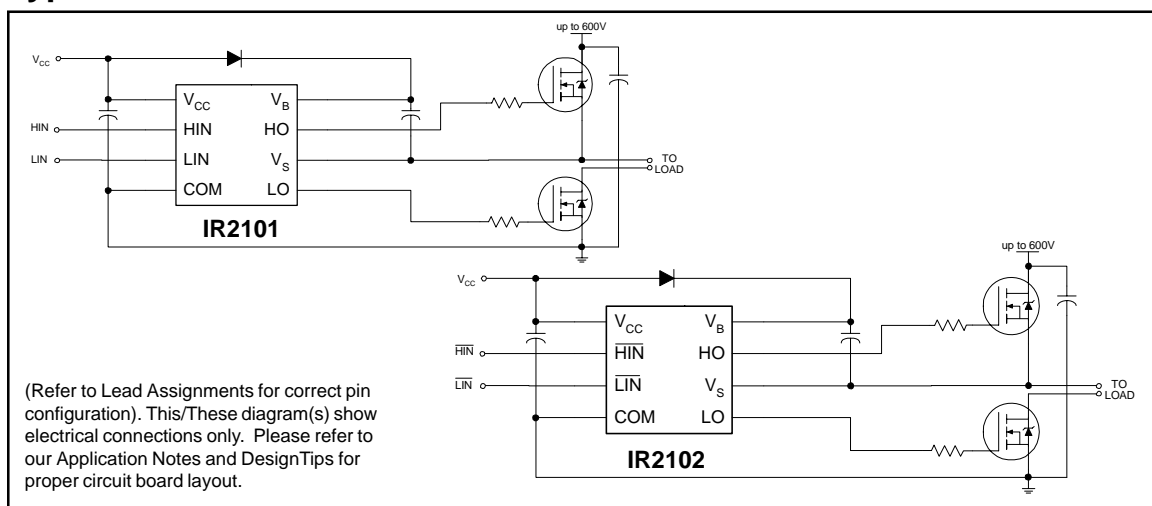 up to 600V
VCC
VCC VB
HIN HIN HO
LIN LIN VS TO
LOAD
COM LO
IR2101
up to 600V
VCC
VCC VB
H̅I̅N̅ H̅I̅N̅ HO
L̅I̅N̅ L̅I̅N̅ VS TO
LOAD
COM LO
IR2102
(Refer to Lead Assignments for correct pin
configuration). This/These diagram(s) show
electrical connections only. Please refer to
our Application Notes and DesignTips for
proper circuit board layout.